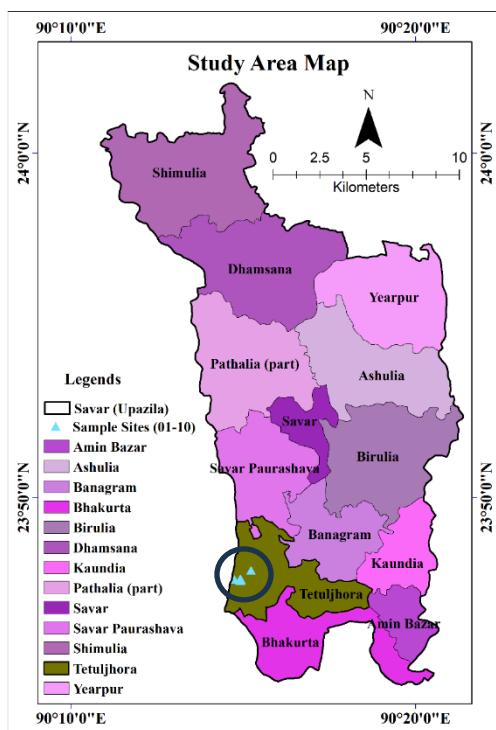 90°10'0"E
90°20'0"E
Study Area Map
N
0
2.5
5
10
Kilometers
24°0'0"N
24°0'0"N
Shimulia
Dhamsana
Yearpur
Pathalia (part)
Ashulia
Savar
Savar Paurashava
Birulia
23°50'0"N
23°50'0"N
Banagram
Kaundia
Tetuljhora
Amin Bazar
Bhakurta
Legends
Savar (Upazila)
Sample Sites (01-10)
Amin Bazar
Ashulia
Banagram
Bhakurta
Birulia
Dhamsana
Kaundia
Pathalia (part)
Savar
Savar Paurashava
Shimulia
Tetuljhora
Yearpur
90°10'0"E
90°20'0"E